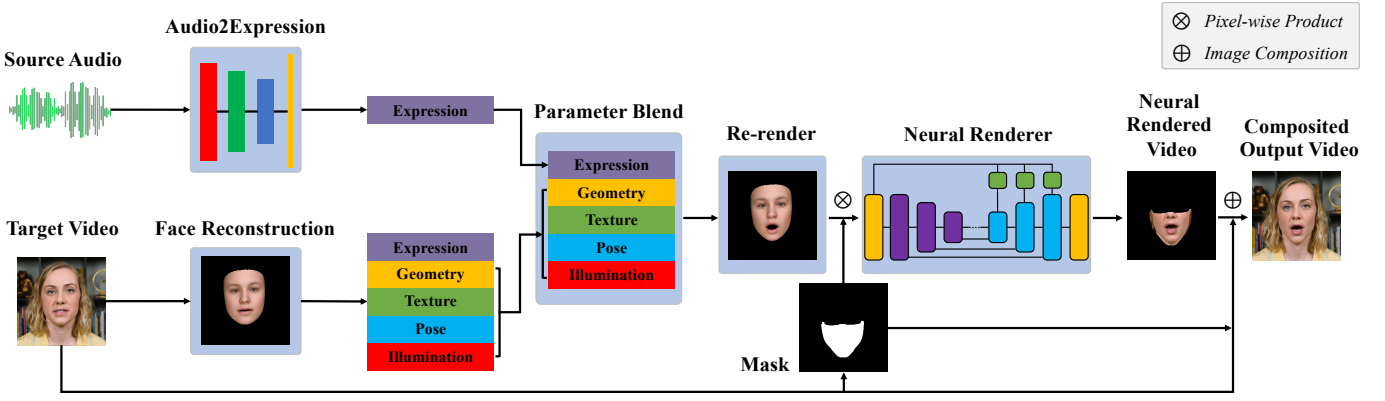 Audio2Expression
Source Audio
Expression
Parameter Blend
Expression
Geometry
Texture
Pose
Illumination
Target Video
Face Reconstruction
Expression
Geometry
Texture
Pose
Illumination
Re-render
Mask
Neural Renderer
...
Neural
Rendered
Video
Composited
Output Video
Pixel-wise Product
Image Composition